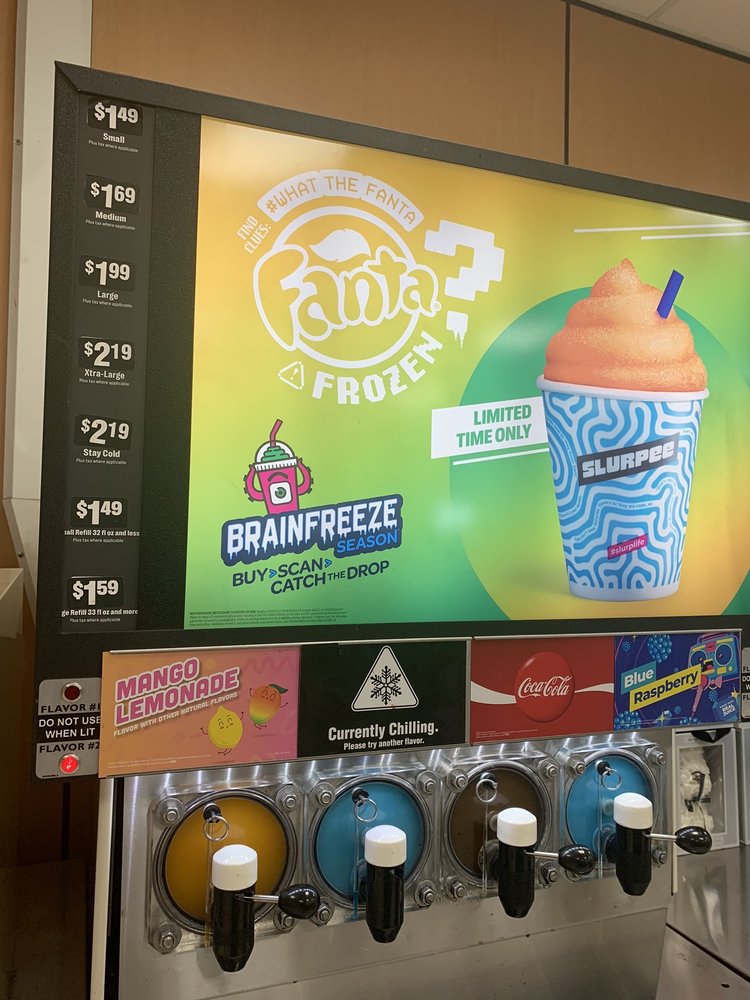 $1.49
Small
Plus tax where applicable
$1.69
Medium
Plus tax where applicable
$1.99
Large
Plus tax where applicable
$2.19
Xtra-Large
Plus tax where applicable
$2.19
Stay Cold
Plus tax where applicable
$1.49
all Refill 32 fl oz and less
Plus tax where applicable
$1.59
ge Refill 33 fl oz and more
Plus tax where applicable
FIND
CLUES:
#WHAT THE FANTA
Fanta
?
FROZEN
LIMITED
TIME ONLY
SLURPEE
#slurplife
BRAINFREEZE
SEASON
BUY>SCAN>
CATCH THE DROP
FLAVOR #1
DO NOT USE
WHEN LIT
FLAVOR #2
MANGO
LEMONADE
FLAVOR WITH OTHER NATURAL FLAVORS
Currently Chilling.
Please try another flavor.
Coca-Cola
Blue
Raspberry